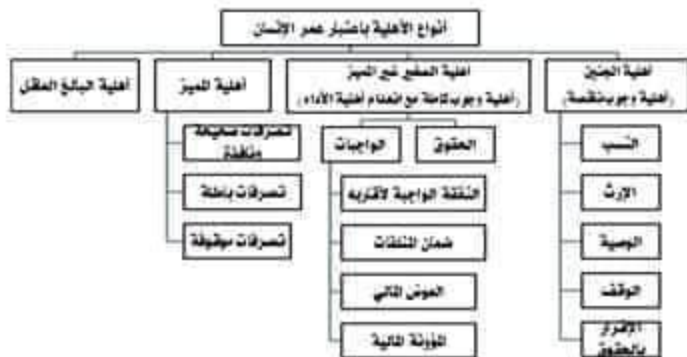 أنواع الأهلية باعتبار عمر الإنسان
أهلية الجنين
(أهلية وجوب ناقصة)
أهلية الصغير غير المميز
(أهلية وجوب كاملة مع انعدام أهلية الأداء)
أهلية المميز
أهلية البالغ العاقل
النسب
الإرث
الوصية
الوقف
الإقرار
بالحقوق
الحقوق
الواجبات
النفقة الواجبة لأقاربه
ضمان المتلفات
العوض المالي
المؤونة المالية
تصرفات صحيحة
ونافذة
تصرفات باطلة
تصرفات موقوفة